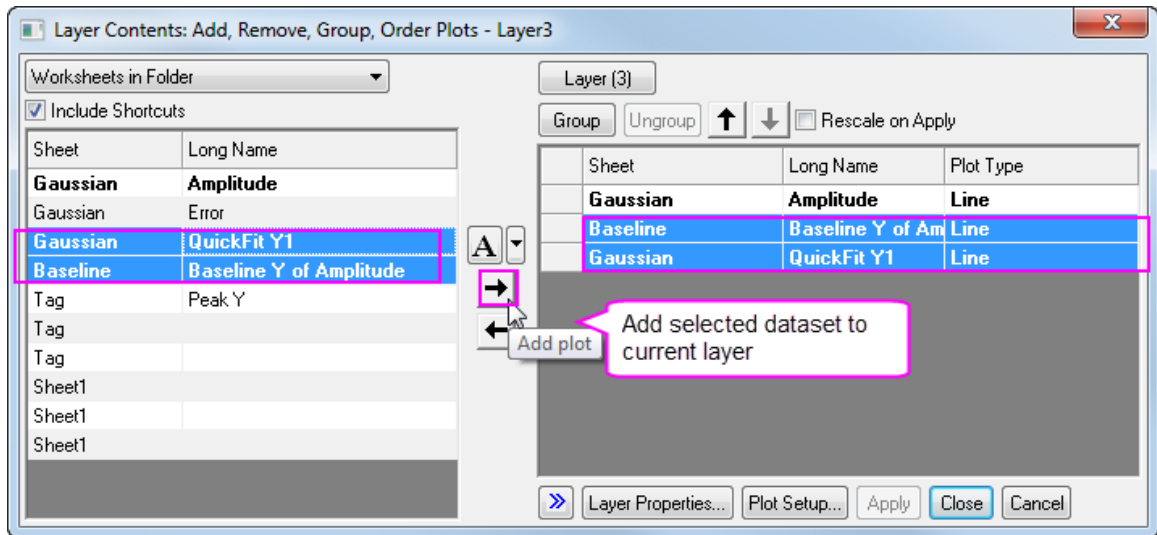 Layer Contents: Add, Remove, Group, Order Plots - Layer3
X
Worksheets in Folder
Include Shortcuts
Sheet Long Name
Gaussian Amplitude
Gaussian Error
Gaussian QuickFit Y1
Baseline Baseline Y of Amplitude
Tag Peak Y
Tag
Tag
Sheet1
Sheet1
Sheet1
A
Add plot
Add selected dataset to
current layer
Layer (3)
Group Ungroup Rescale on Apply
Sheet Long Name Plot Type
Gaussian Amplitude Line
Baseline Baseline Y of Am Line
Gaussian QuickFit Y1 Line
Layer Properties... Plot Setup... Apply Close Cancel